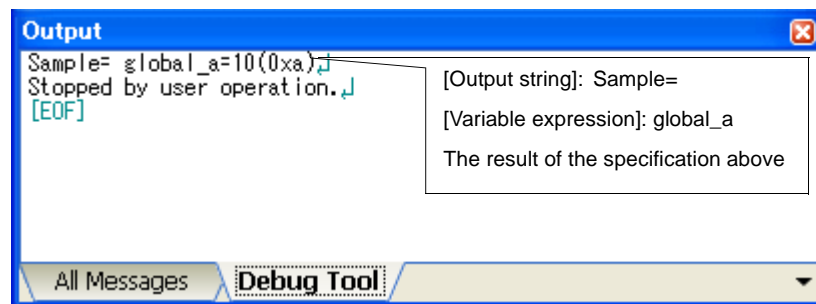 Output
Sample= global_a=10(0xa)↲
Stopped by user operation.↲
[EOF]
[Output string]: Sample=
[Variable expression]: global_a
The result of the specification above
All Messages
Debug Tool